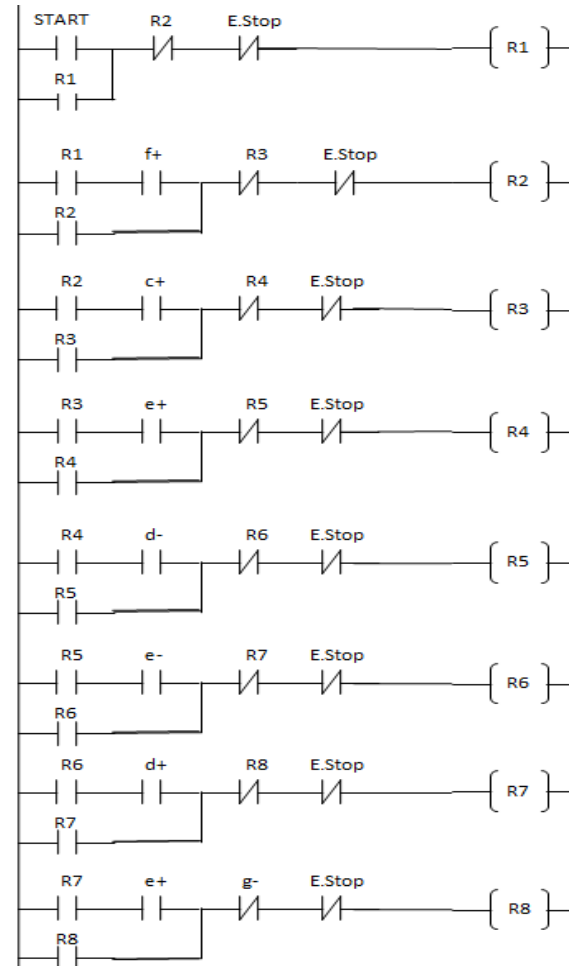 START R2 E.Stop
R1
R1
R1 f+ R3 E.Stop
R2
R2
R2 c+ R4 E.Stop
R3
R3
R3 e+ R5 E.Stop
R4
R4
R4 d- R6 E.Stop
R5
R5
R5 e- R7 E.Stop
R6
R6
R6 d+ R8 E.Stop
R7
R7
R7 e+ g- E.Stop
R8
R8